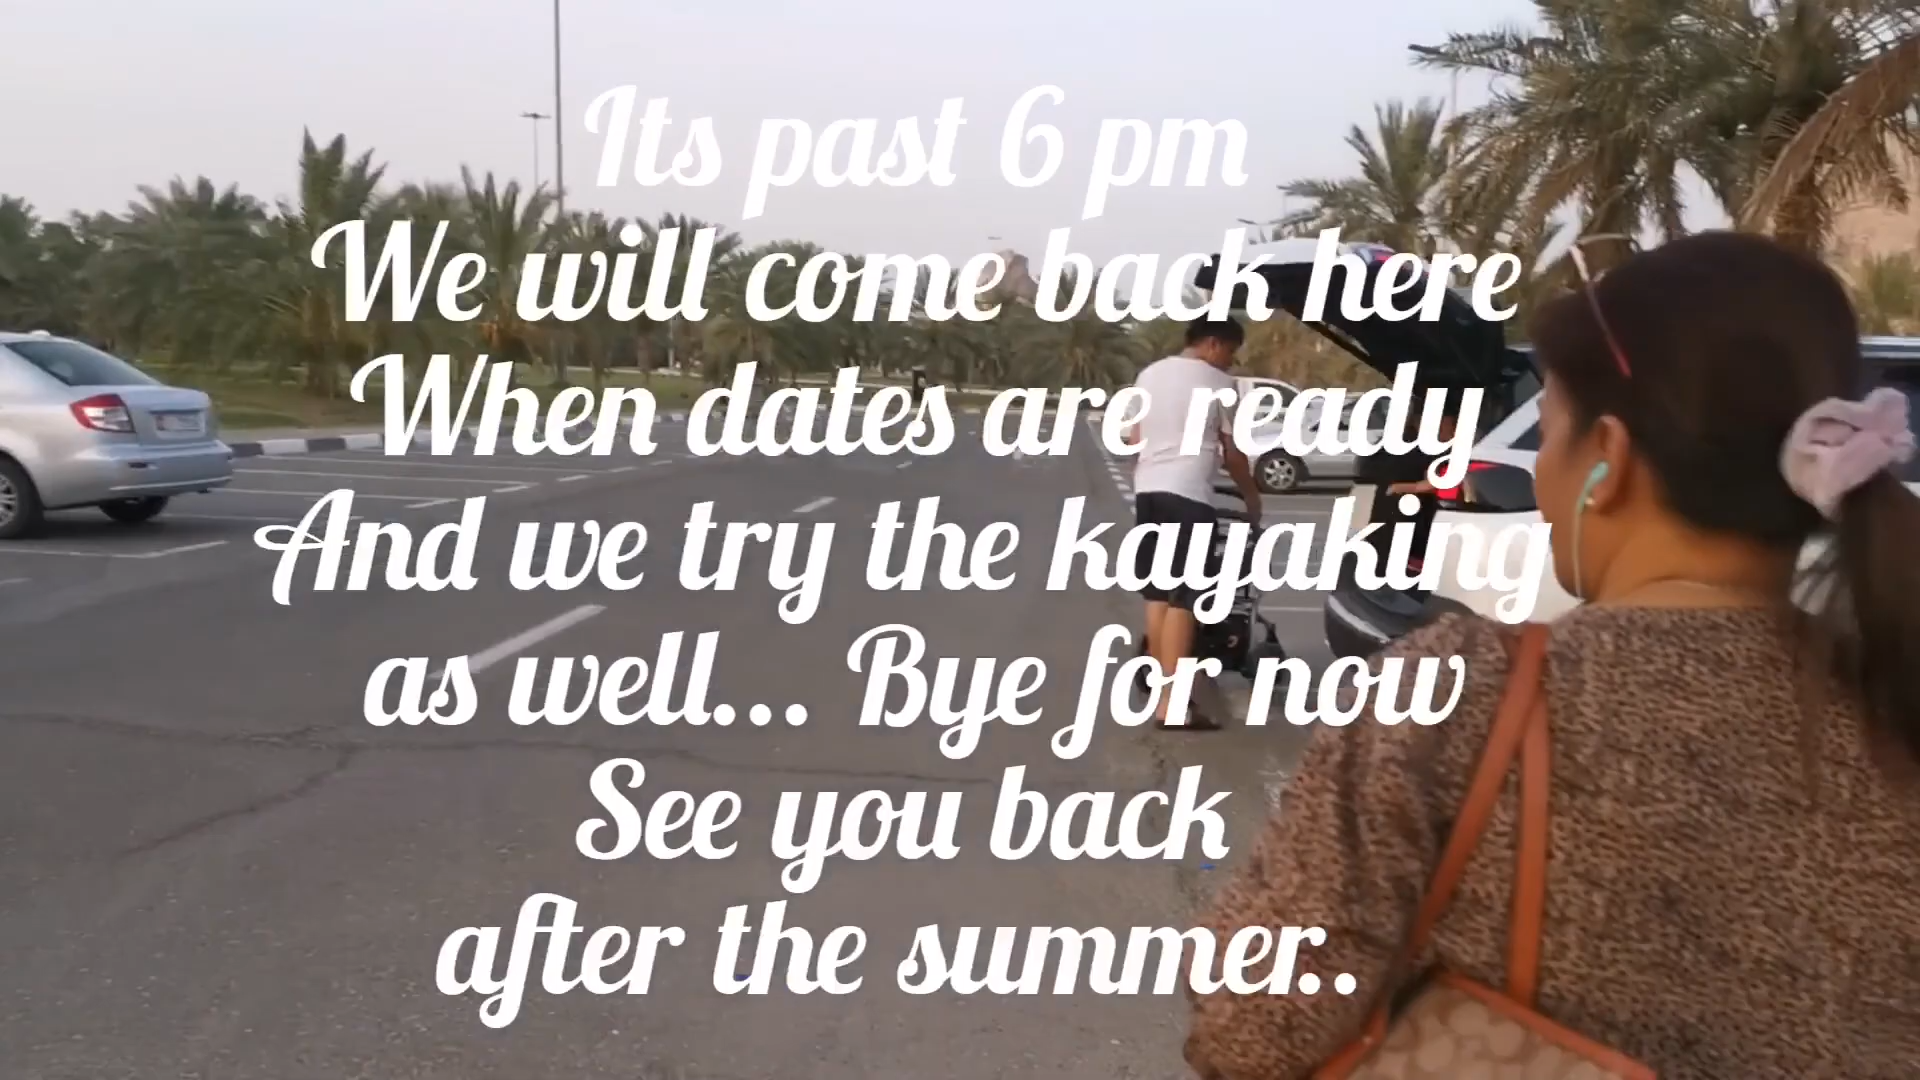 Its past 6 pm
We will come back here
When dates are ready
And we try the kayaking
as well... Bye for now
See you back
after the summer..